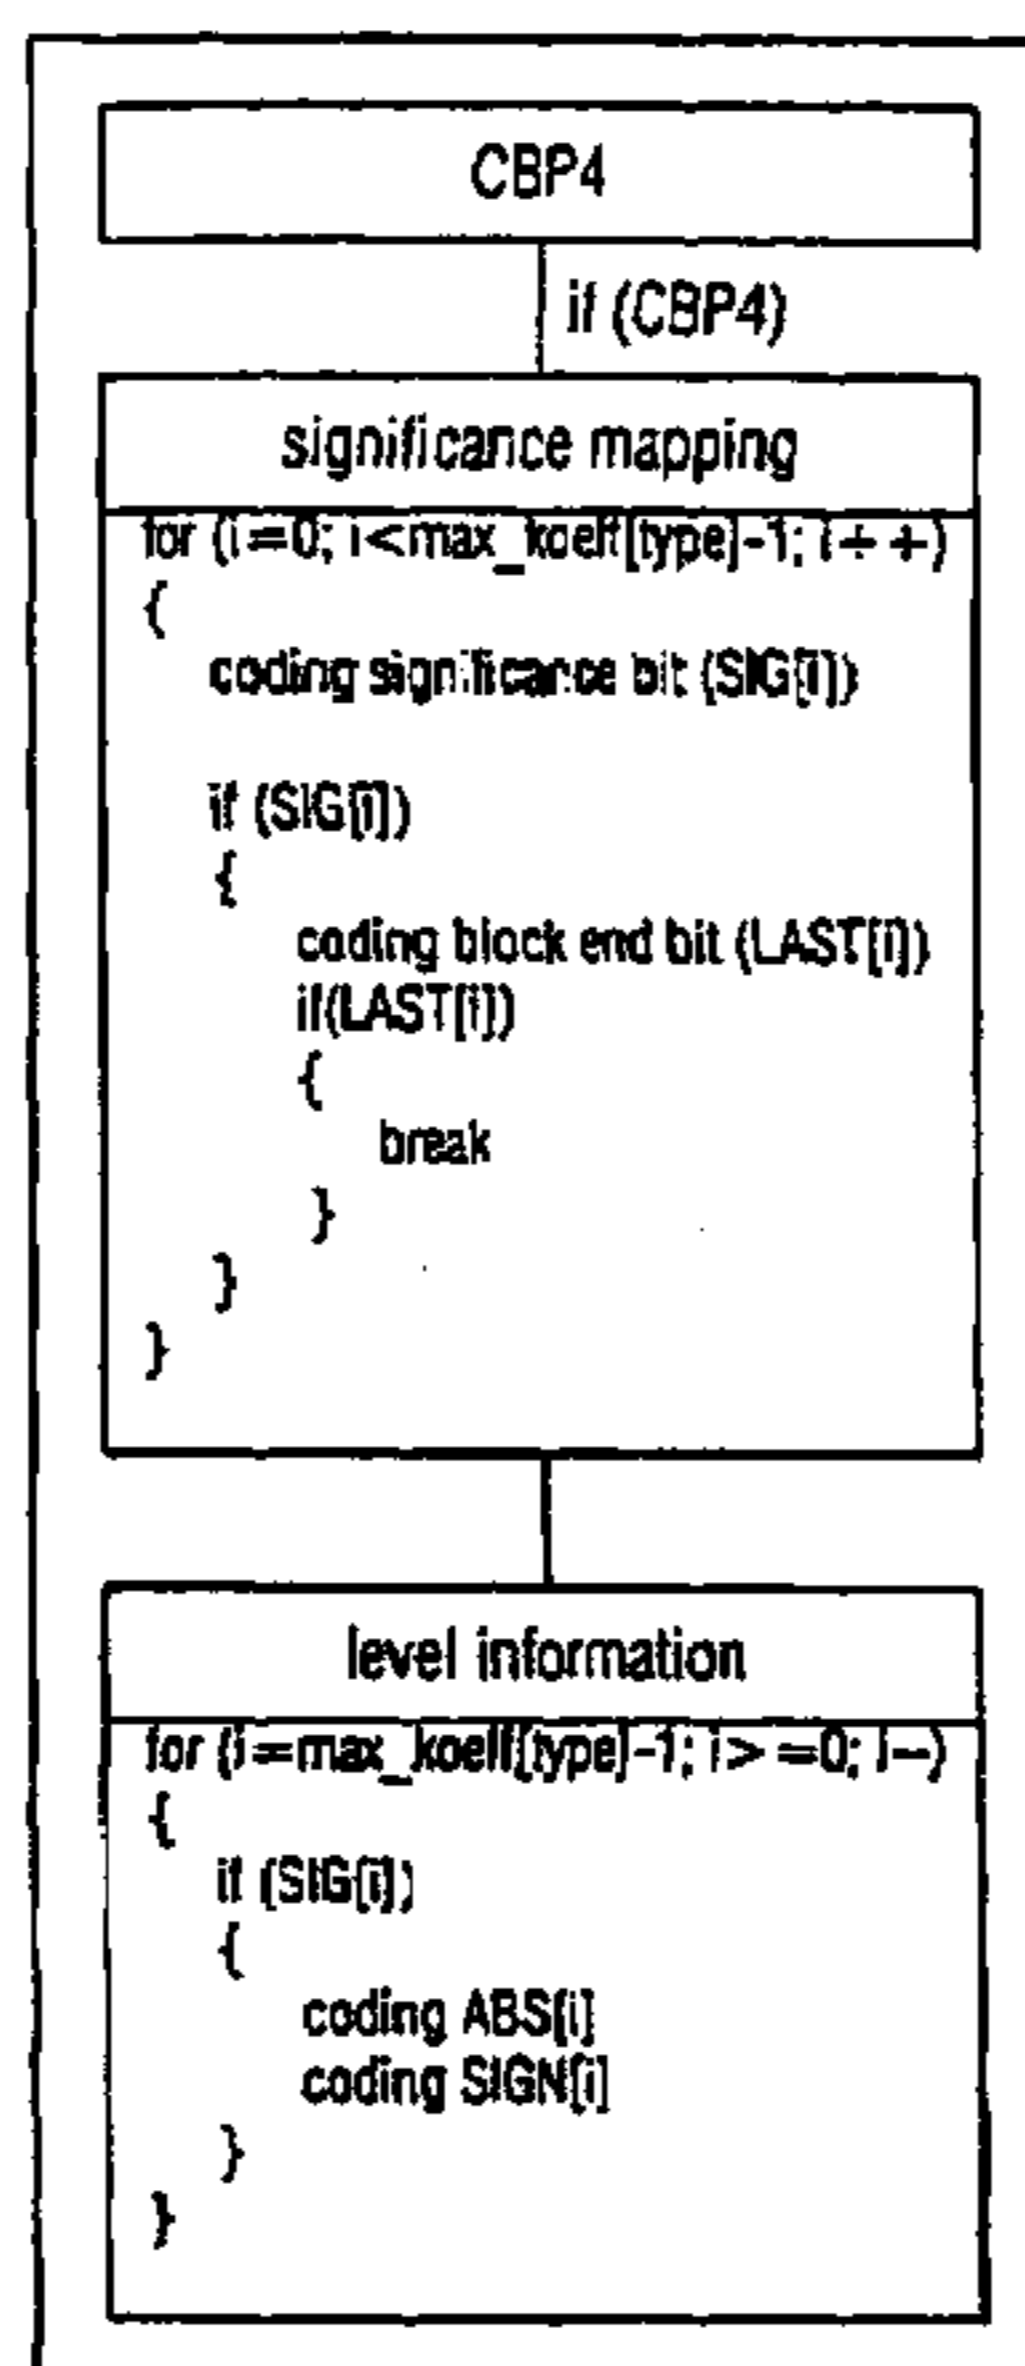 CBP4
if (CBP4)
significance mapping
for (i=0; i<max_koeff[type]-1; i++)
{
coding significance bit (SIG[i])
if (SIG[i])
{
coding block end bit (LAST[i])
if(LAST[i])
{
break
}
}
}
level information
for (i=max_koeff[type]-1; i>=0; i--)
{
if (SIG[i])
{
coding ABS[i]
coding SIGN[i]
}
}